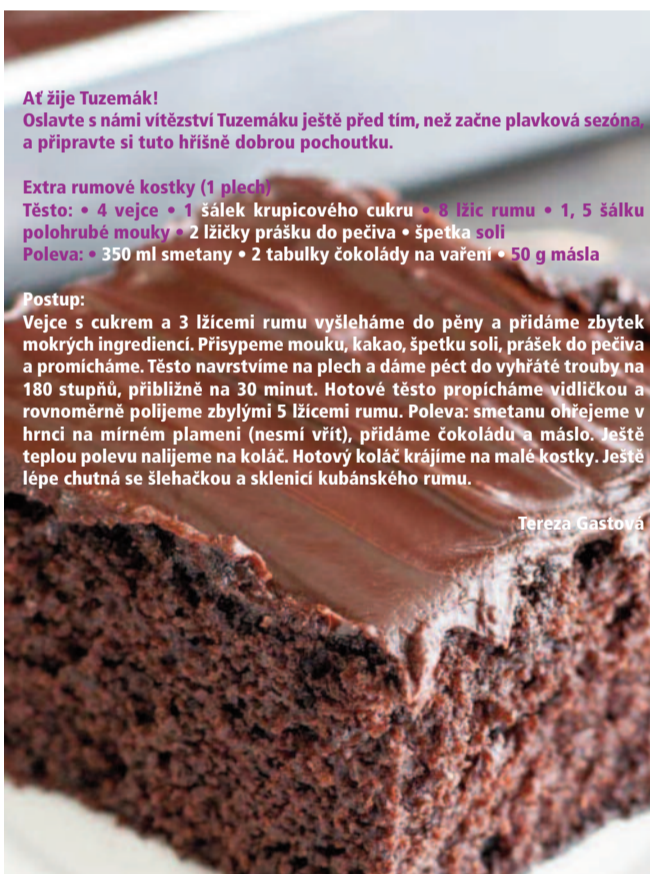 Ať žije Tuzemák!
Oslavte s námi vítězství Tuzemáku ještě před tím, než začne plavková sezóna,
a připravte si tuto hříšně dobrou pochoutku.
Extra rumové kostky (1 plech)
Těsto: • 4 vejce • 1 šálek krupicového cukru • 8 lžic rumu • 1, 5 šálku
polohrubé mouky • 2 lžičky prášku do pečiva • špetka soli
Poleva: • 350 ml smetany • 2 tabulky čokolády na vaření • 50 g másla
Postup:
Vejce s cukrem a 3 lžícemi rumu vyšleháme do pěny a přidáme zbytek
mokrých ingrediencí. Přisypeme mouku, kakao, špetku soli, prášek do pečiva
a promícháme. Těsto navrstvíme na plech a dáme péct do vyhřáté trouby na
180 stupňů, přibližně na 30 minut. Hotové těsto propícháme vidličkou a
rovnoměrně polijeme zbylými 5 lžícemi rumu. Poleva: smetanu ohřejeme v
hrnci na mírném plameni (nesmí vřít), přidáme čokoládu a máslo. Ještě
teplou polevu nalijeme na koláč. Hotový koláč krájíme na malé kostky. Ještě
lépe chutná se šlehačkou a sklenicí kubánského rumu.
Tereza Gastová